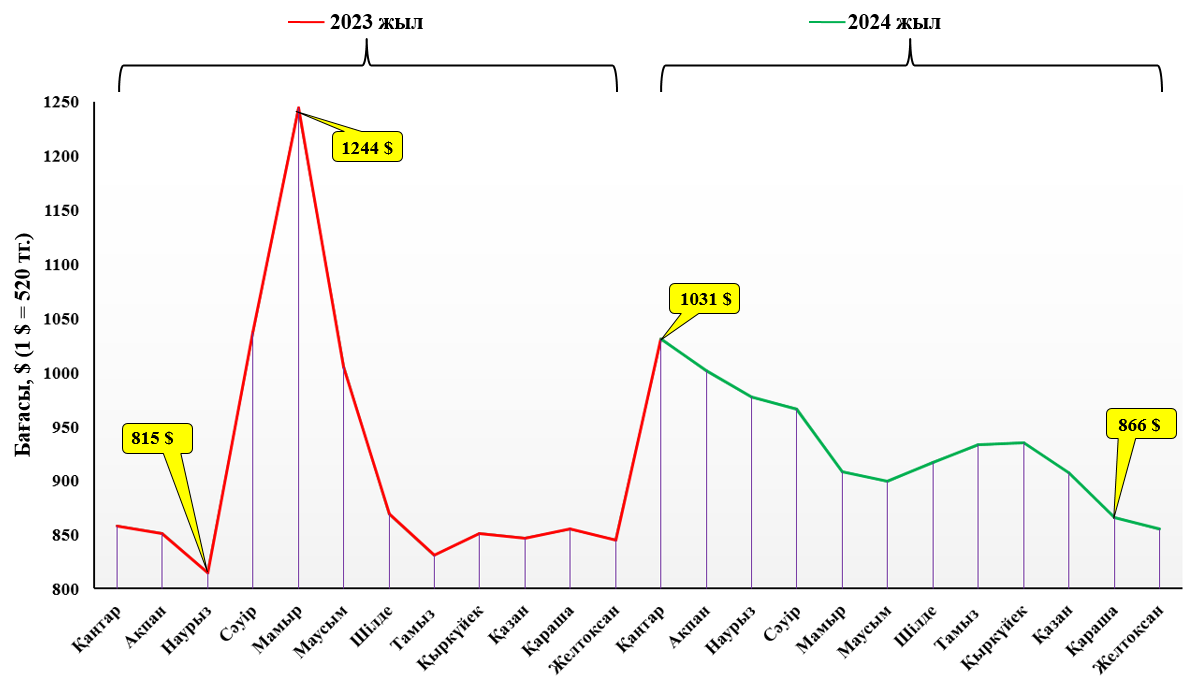 2023 жыл
2024 жыл
Бағасы, $ (1 $ = 520 тг.)
1250
1200
1150
1100
1050
1000
950
900
850
800
1244 $
815 $
1031 $
866 $
Қаңтар
Ақпан
Наурыз
Сәуір
Мамыр
Маусым
Шілде
Тамыз
Қыркүйек
Қазан
Қараша
Желтоқсан
Қаңтар
Ақпан
Наурыз
Сәуір
Мамыр
Маусым
Шілде
Тамыз
Қыркүйек
Қазан
Қараша
Желтоқсан